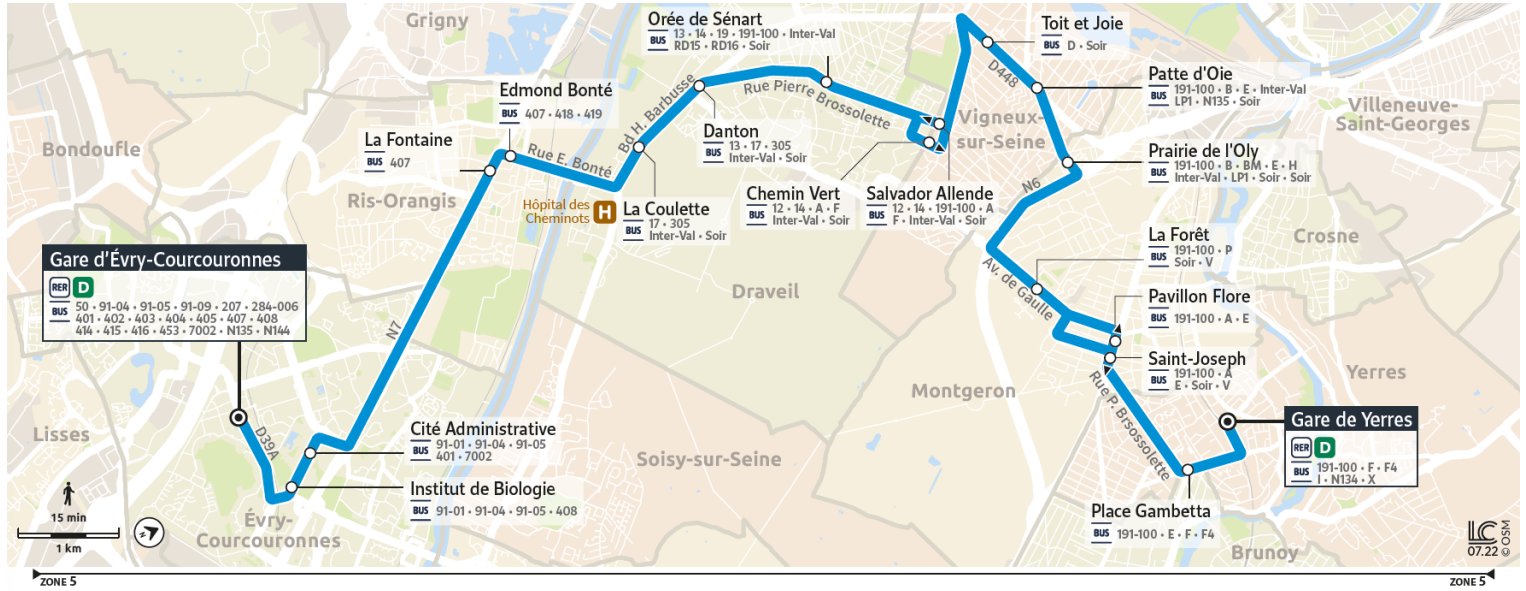 Grigny
Orée de Sénart
BUS 13 • 14 • 19 • 191-100 • Inter-Val
RD15 • RD16 • Soir
Toit et Joie
BUS D • Soir
D448
Patte d'Oie
BUS 191-100 • B • E • Inter-Val
LP1 • N135 • Soir
Villeneuve-
Saint-Georges
Edmond Bonté
BUS 407 • 418 • 419
Bd H. Barbusse
Rue Pierre Brossolette
Vigneux-
sur-Seine
Bondoufle
La Fontaine
BUS 407
Rue E. Bonté
Danton
BUS 13 • 17 • 305
Inter-Val • Soir
Prairie de l'Oly
BUS 191-100 • B • BM • E • H
Inter-Val • LP1 • Soir • Soir
Ris-Orangis
Hôpital des
Cheminots
H
La Coulette
BUS 17 • 305
Inter-Val • Soir
Chemin Vert
BUS 12 • 14 • A • F
Inter-Val • Soir
Salvador Allende
BUS 12 • 14 • 191-100 • A
F • Inter-Val • Soir
N6
La Forêt
BUS 191-100 • P
Soir • V
Crosne
Gare d'Évry-Courcouronnes
RER D
BUS 50 • 91-04 • 91-05 • 91-09 • 207 • 284-006
401 • 402 • 403 • 404 • 405 • 407 • 408
414 • 415 • 416 • 453 • 7002 • N135 • N144
N7
Draveil
Av. de Gaulle
Pavillon Flore
BUS 191-100 • A • E
Saint-Joseph
BUS 191-100 • A
E • Soir • V
Yerres
Montgeron
Rue P. Brsossolette
Gare de Yerres
RER D
BUS 191-100 • F • F4
I • N134 • X
Lisses
D39A
Cité Administrative
BUS 91-01 • 91-04 • 91-05
401 • 7002
Soisy-sur-Seine
Institut de Biologie
BUS 91-01 • 91-04 • 91-05 • 408
Place Gambetta
BUS 191-100 • E • F • F4
15 min
1 km
Évry-
Courcouronnes
Brunoy
LC
07.22
© OSM
ZONE 5
ZONE 5